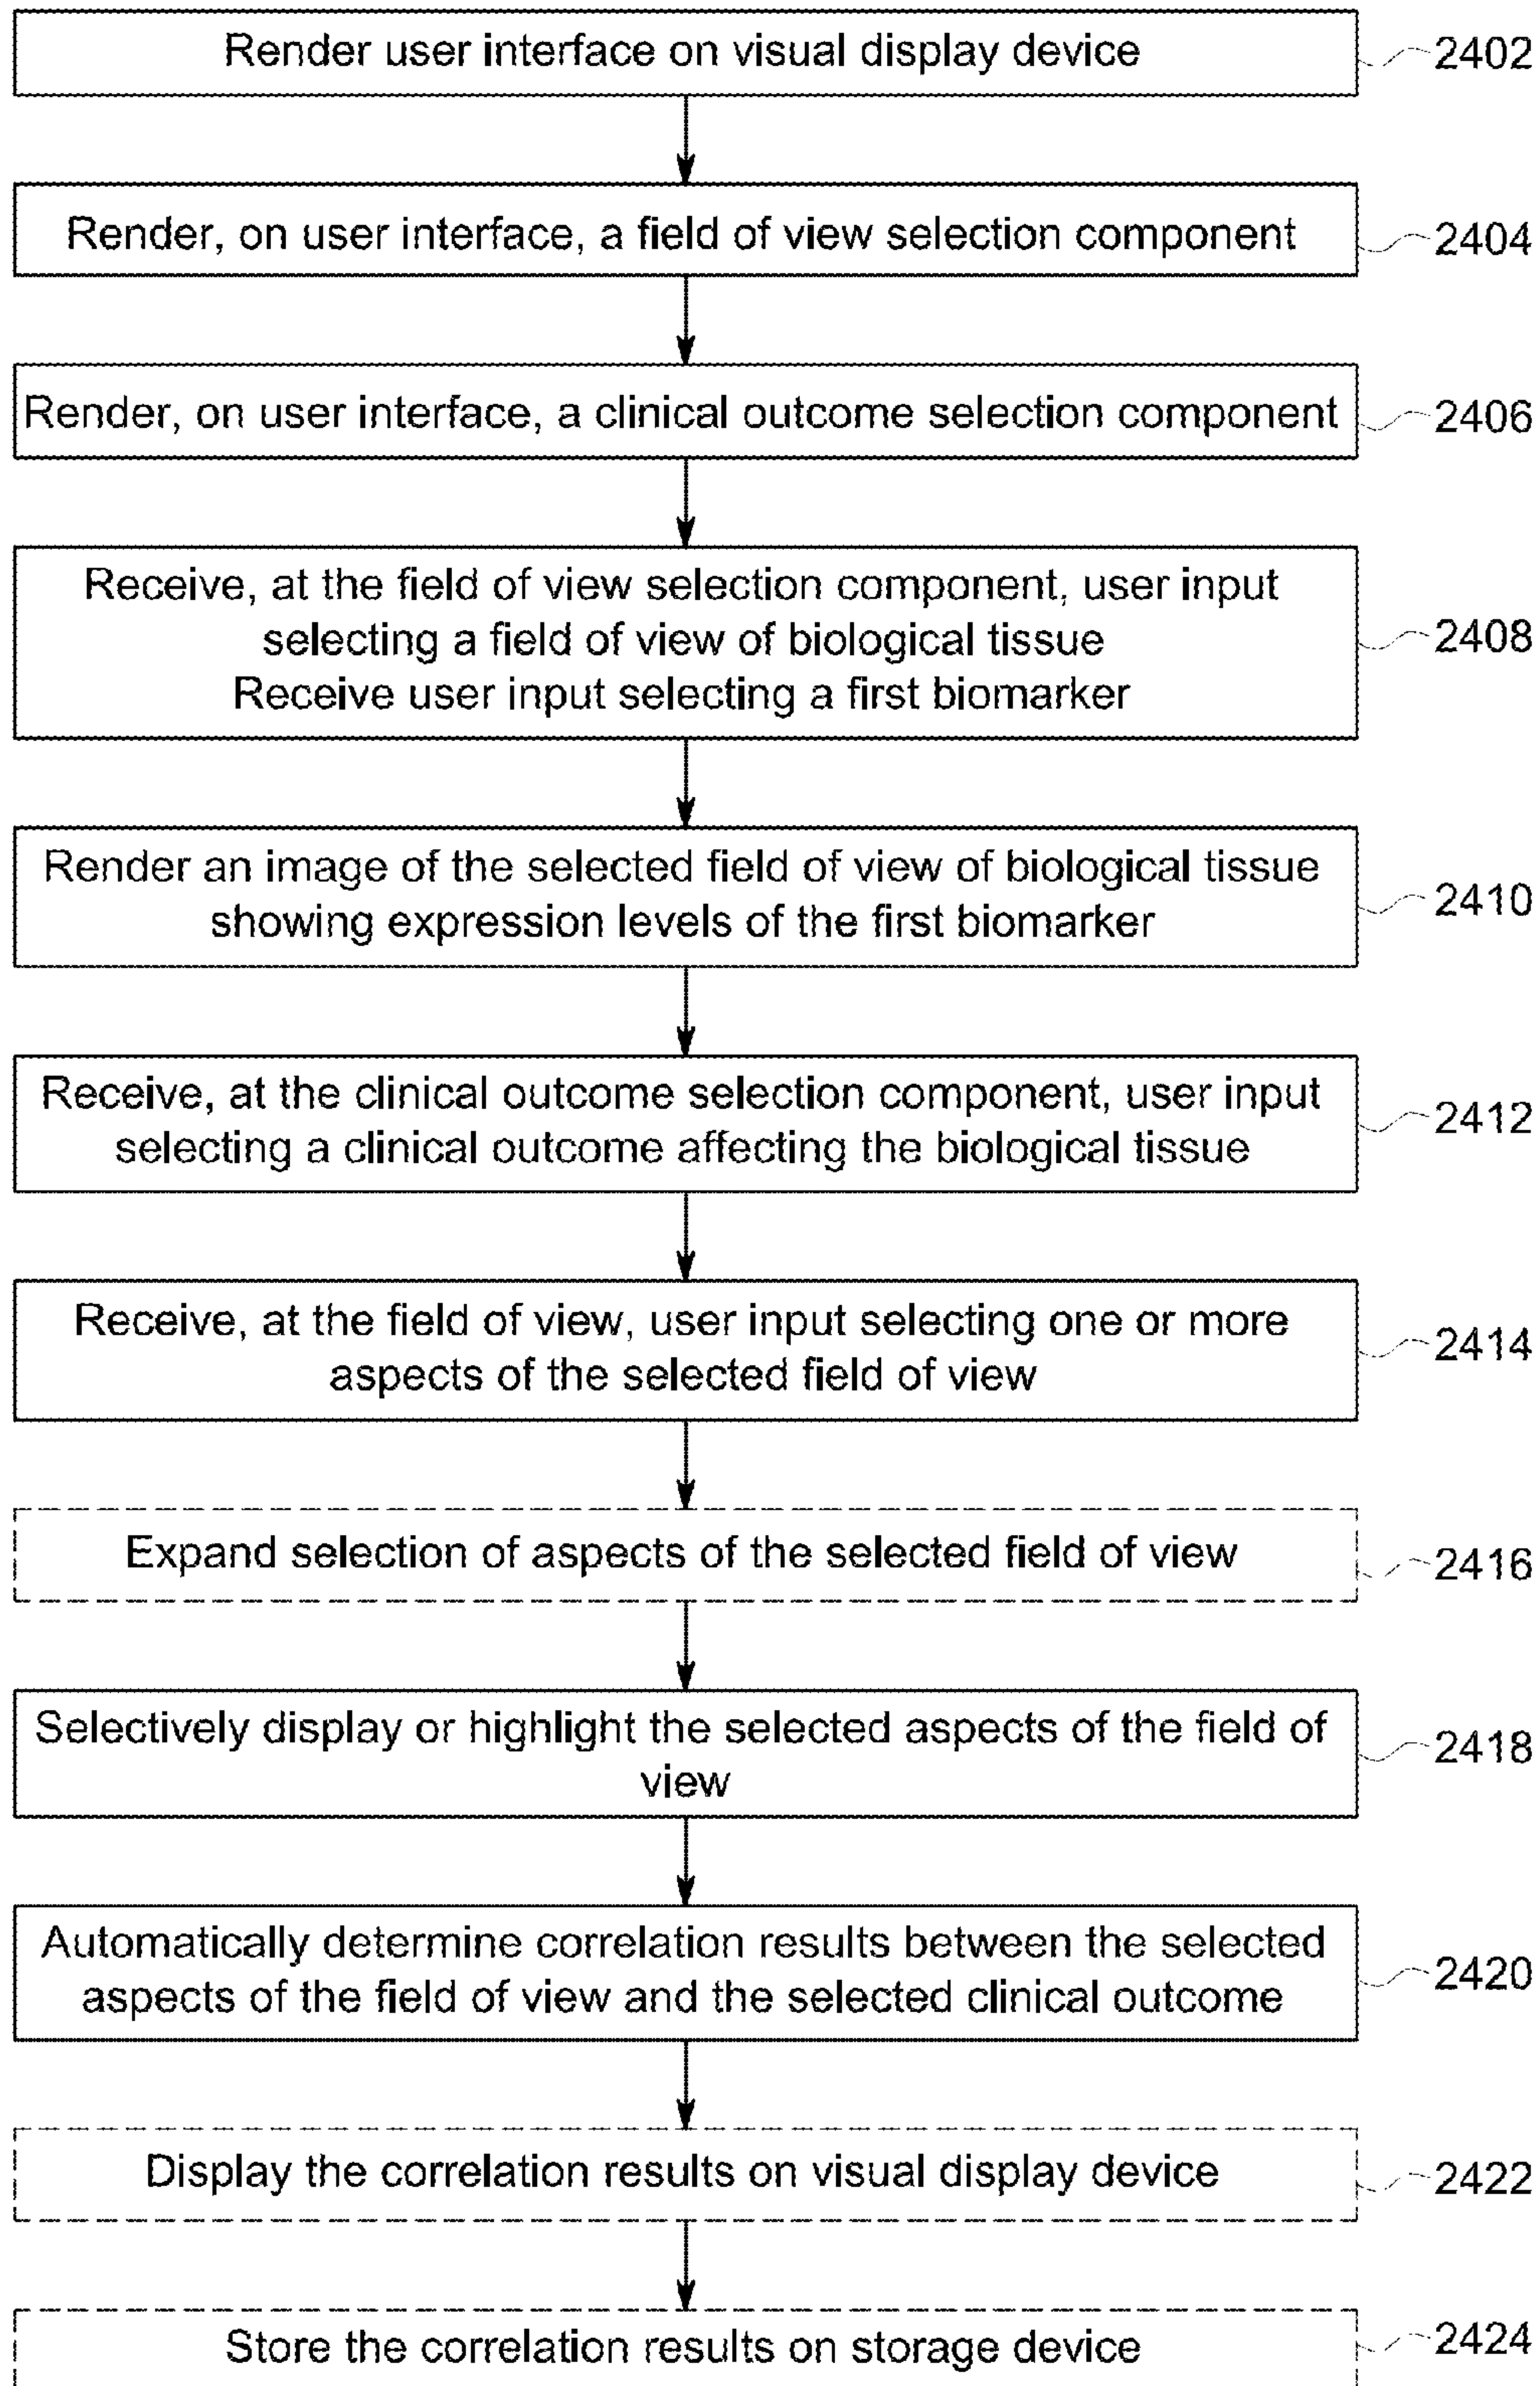 Render user interface on visual display device
2402
Render, on user interface, a field of view selection component
2404
Render, on user interface, a clinical outcome selection component
2406
Receive, at the field of view selection component, user input
selecting a field of view of biological tissue
Receive user input selecting a first biomarker
2408
Render an image of the selected field of view of biological tissue
showing expression levels of the first biomarker
2410
Receive, at the clinical outcome selection component, user input
selecting a clinical outcome affecting the biological tissue
2412
Receive, at the field of view, user input selecting one or more
aspects of the selected field of view
2414
Expand selection of aspects of the selected field of view
2416
Selectively display or highlight the selected aspects of the field of
view
2418
Automatically determine correlation results between the selected
aspects of the field of view and the selected clinical outcome
2420
Display the correlation results on visual display device
2422
Store the correlation results on storage device
2424